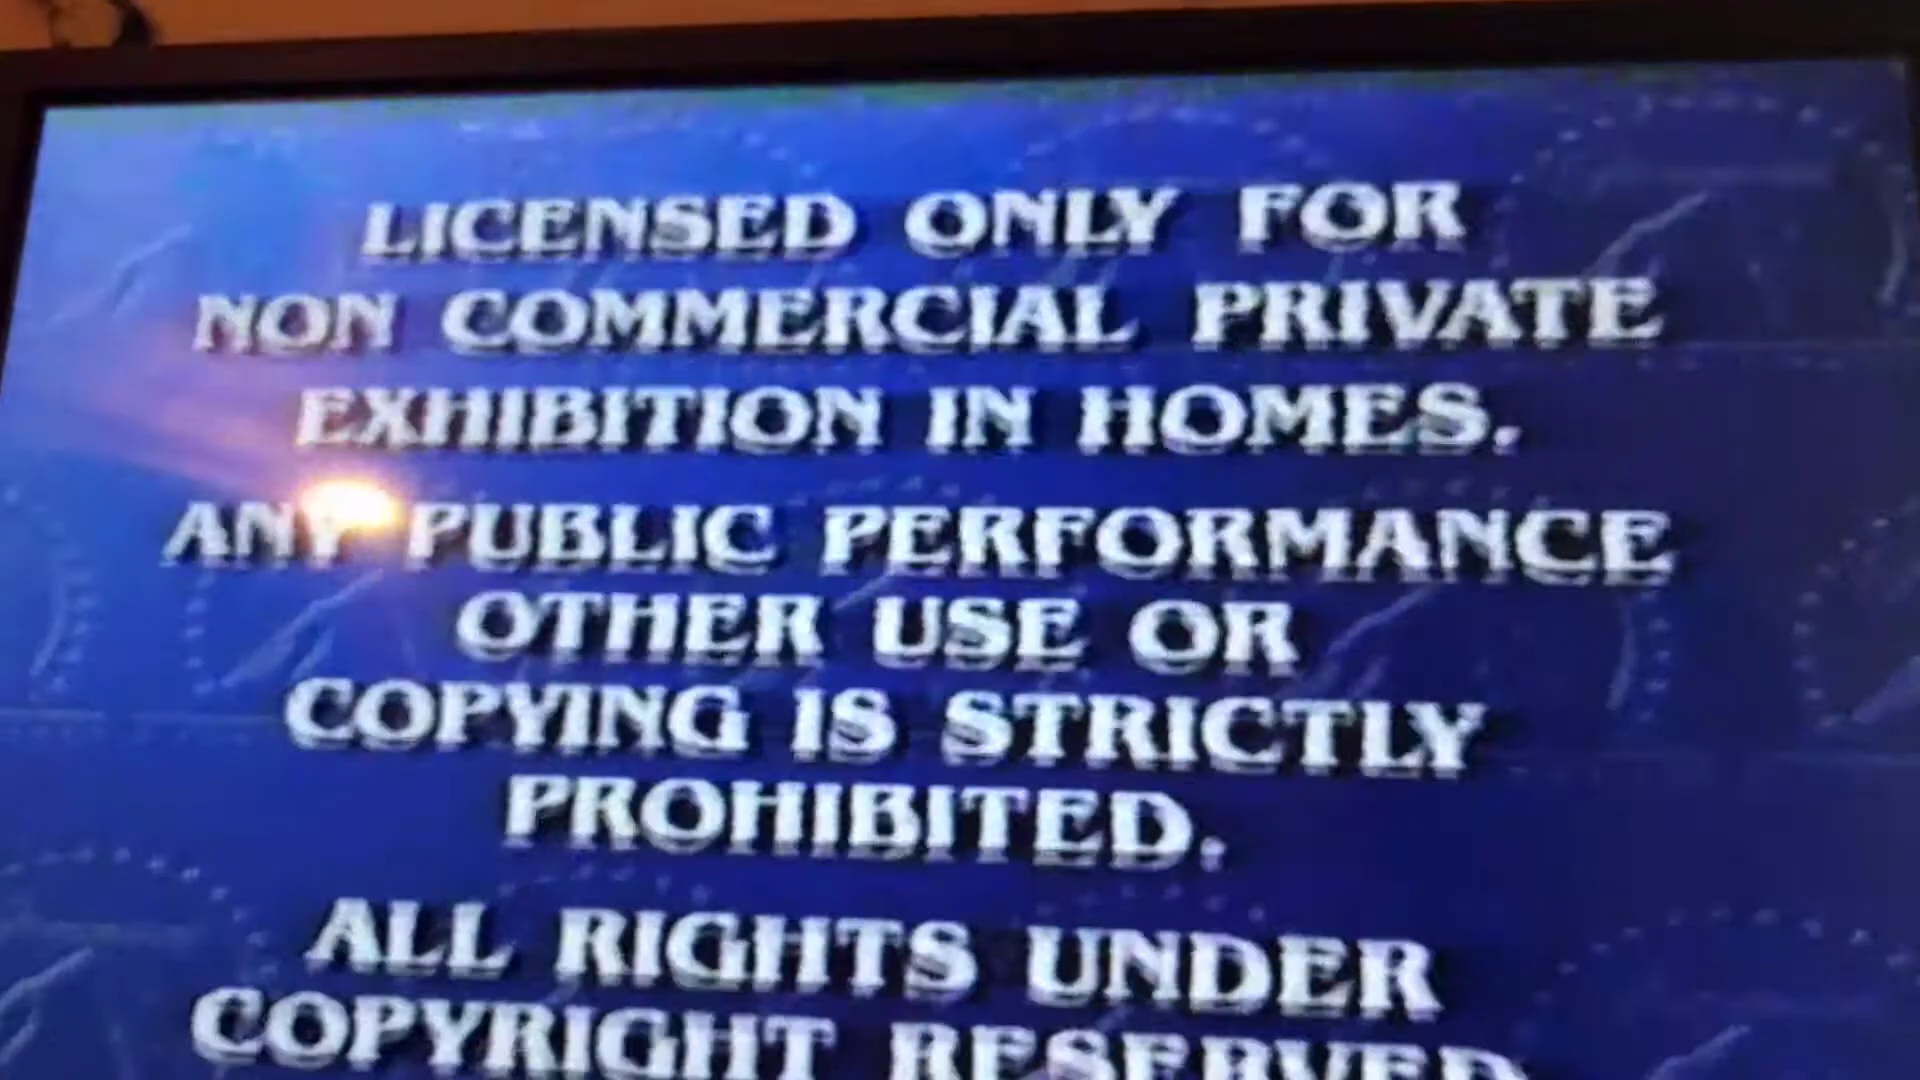 LICENSED ONLY FOR
NON COMMERCIAL PRIVATE
EXHIBITION IN HOMES.
ANY PUBLIC PERFORMANCE
OTHER USE OR
COPYING IS STRICTLY
PROHIBITED.
ALL RIGHTS UNDER
COPYRIGHT RESERVED